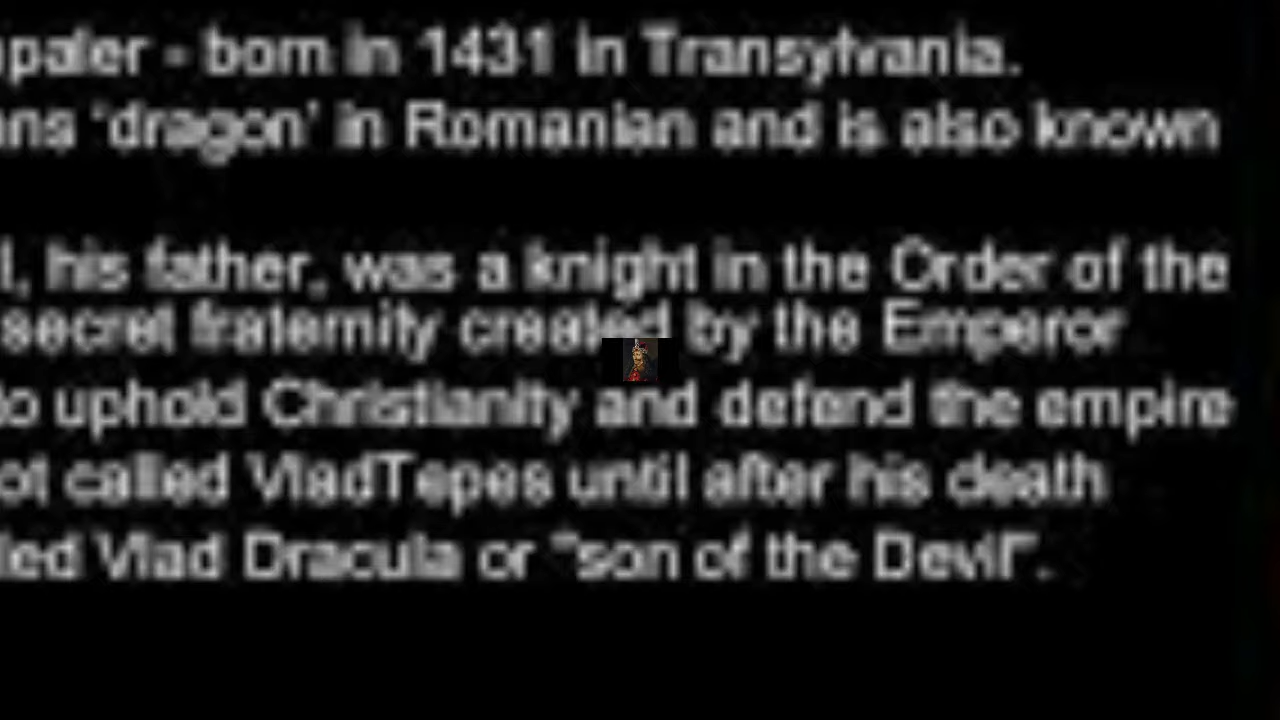 paler - born in 1431 in Transylvania.
ns 'dragon' in Romanian and is also known
, his father, was a knight in the Order of the
secret fraternity created by the Emperor
to uphold Christianity and defend the empire
ot called VladTepes until after his death
led Vlad Dracula or "son of the Devil".